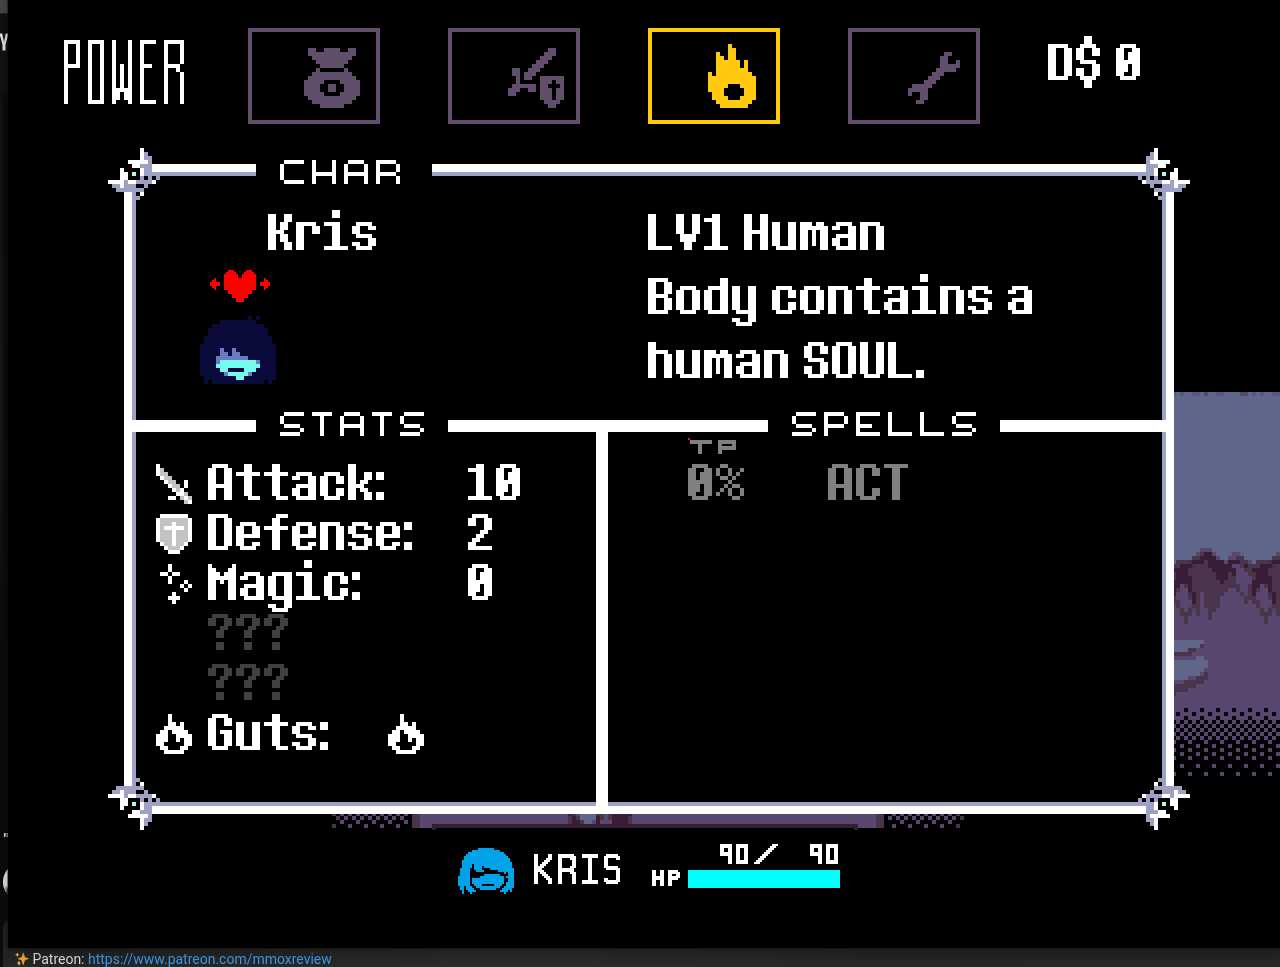 POWER
D$ 0
CHAR
Kris
LV1 Human
Body contains a
human SOUL.
STATS
SPELLS
Attack: 10
Defense: 2
Magic: 0
???
???
Guts:
TP
0% ACT
KRIS
HP 90/ 90
✨ Patreon: https://www.patreon.com/mmoxreview